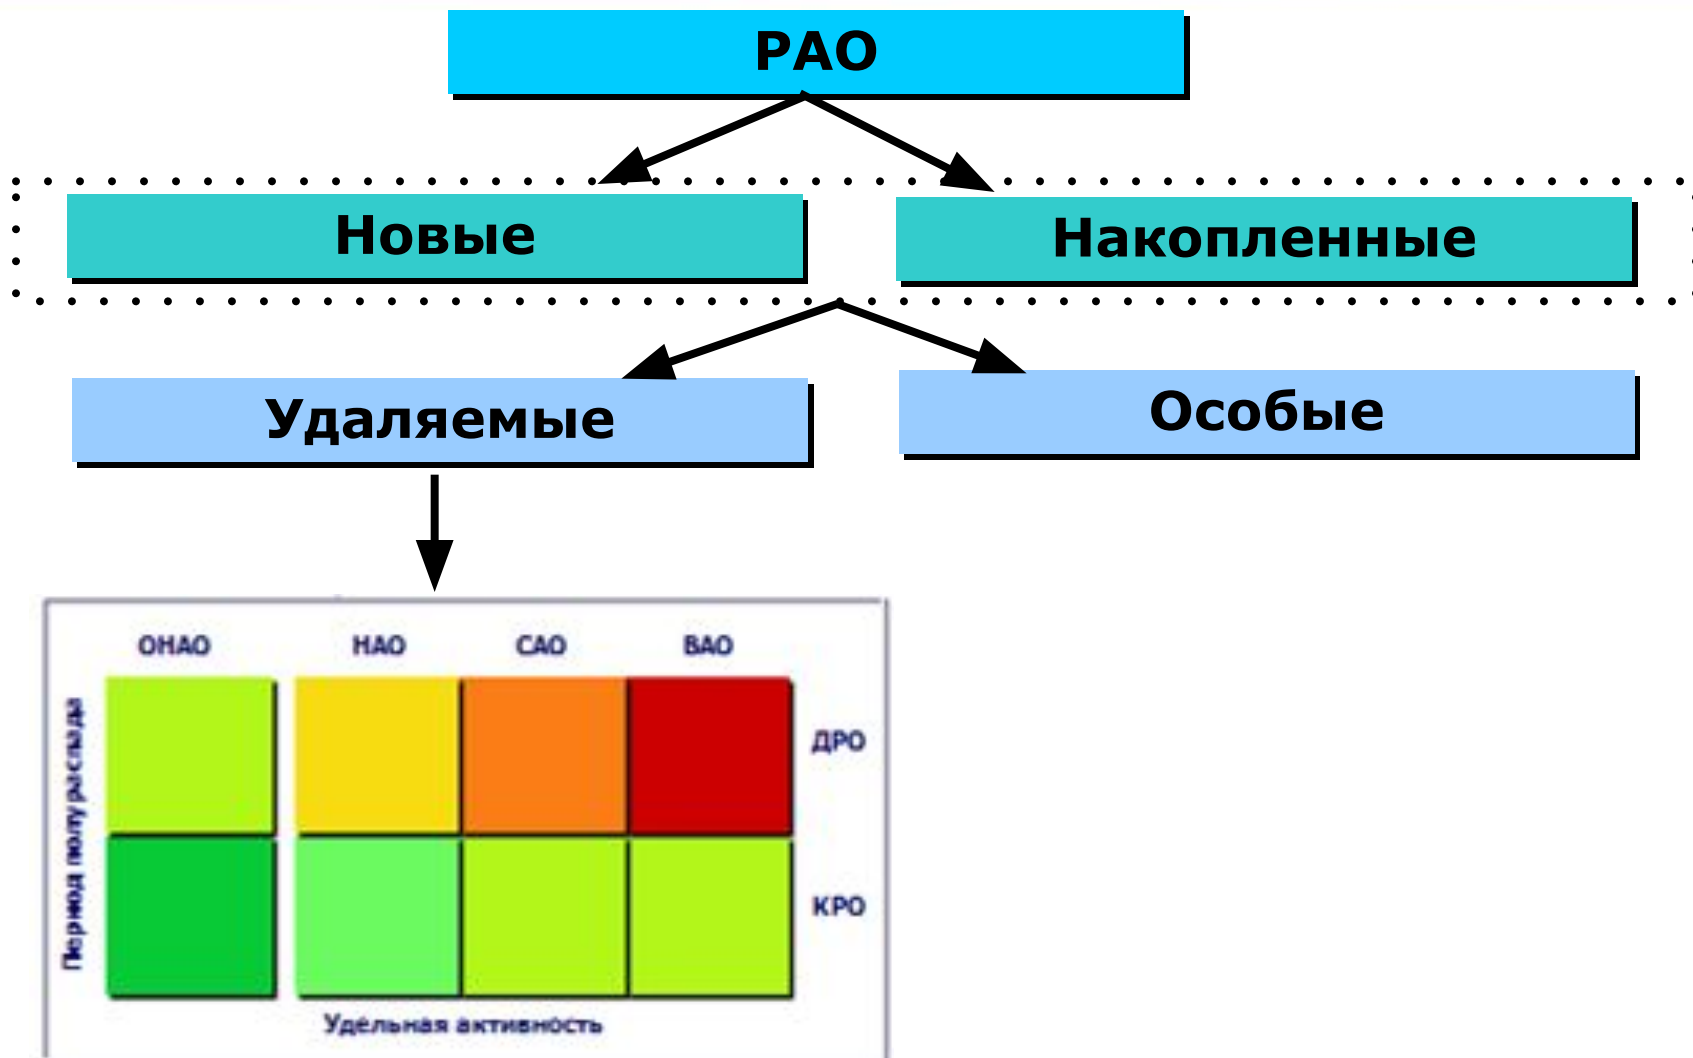 РАО
Новые
Накопленные
Удаляемые
Особые
ОНАО НАО САО ВАО
Период полураспада
ДРО
КРО
Удельная активность